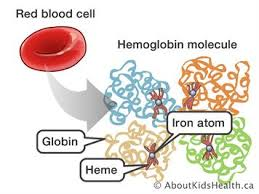 Red blood cell
Hemoglobin molecule
Iron atom
Globin
Heme
© AboutKidsHealth.ca